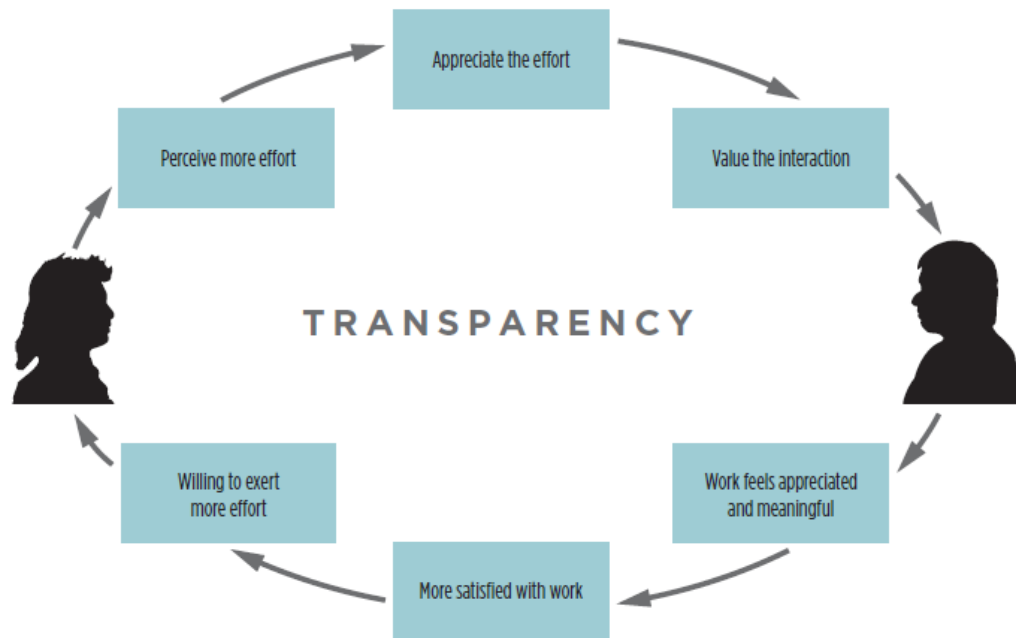 Appreciate the effort
Perceive more effort
Value the interaction
TRANSPARENCY
Willing to exert
more effort
Work feels appreciated
and meaningful
More satisfied with work